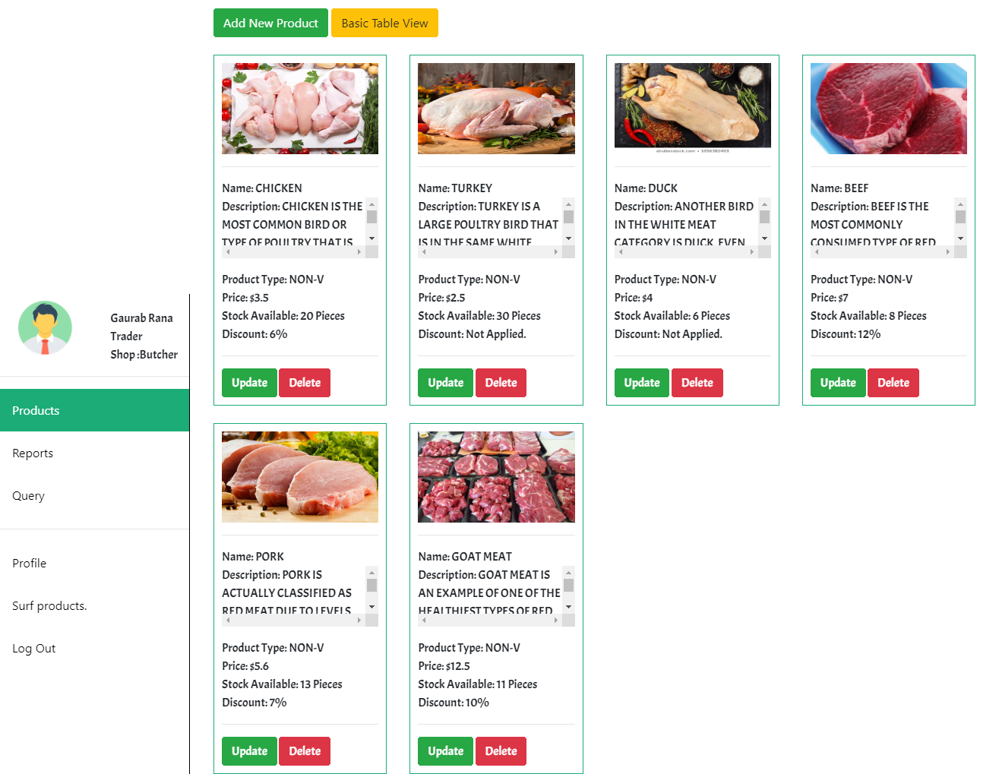 Add New Product
Basic Table View
shutterstock.com • 1056382403
Name: CHICKEN
Description: CHICKEN IS THE
MOST COMMON BIRD OR
TYPE OF POULTRY THAT IS
Product Type: NON-V
Price: $3.5
Stock Available: 20 Pieces
Discount: 6%
Update
Delete
Name: TURKEY
Description: TURKEY IS A
LARGE POULTRY BIRD THAT
IS IN THE SAME WHITE
Product Type: NON-V
Price: $2.5
Stock Available: 30 Pieces
Discount: Not Applied.
Update
Delete
Name: DUCK
Description: ANOTHER BIRD
IN THE WHITE MEAT
CATEGORY IS DUCK. EVEN
Product Type: NON-V
Price: $4
Stock Available: 6 Pieces
Discount: Not Applied.
Update
Delete
Name: BEEF
Description: BEEF IS THE
MOST COMMONLY
CONSUMED TYPE OF RED
Product Type: NON-V
Price: $7
Stock Available: 8 Pieces
Discount: 12%
Update
Delete
Gaurab Rana
Trader
Shop :Butcher
Products
Reports
Query
Profile
Surf products.
Log Out
Name: PORK
Description: PORK IS
ACTUALLY CLASSIFIED AS
RED MEAT DUE TO LEVELS
Product Type: NON-V
Price: $5.6
Stock Available: 13 Pieces
Discount: 7%
Update
Delete
Name: GOAT MEAT
Description: GOAT MEAT IS
AN EXAMPLE OF ONE OF THE
HEALTHIEST TYPES OF RED
Product Type: NON-V
Price: $12.5
Stock Available: 11 Pieces
Discount: 10%
Update
Delete